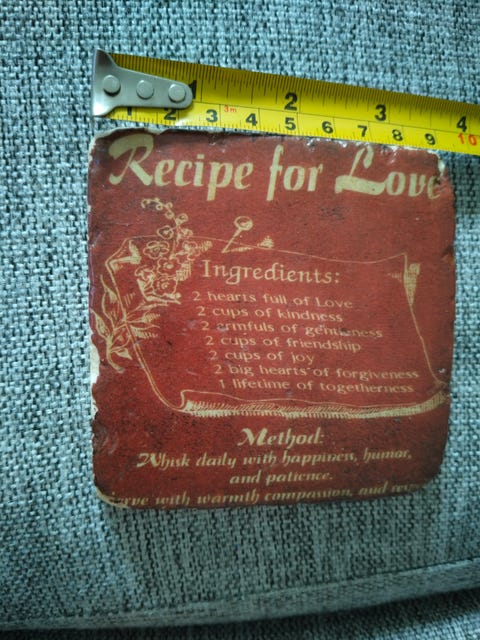 1 2 3 4
3m
2 3 4 5 6 7 8 9 10
Recipe for Love
Ingredients:
2 hearts full of Love
2 cups of kindness
2 armfuls of gentleness
2 cups of friendship
2 cups of joy
2 big hearts of forgiveness
1 lifetime of togetherness
Method:
Whisk daily with happiness, humor,
and patience.
with warmth compassion, and